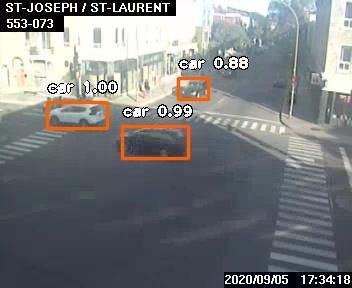 ST-JOSEPH / ST-LAURENT
553-073
car 0.88
car 1.00
car 0.99
2020/09/05 17:34:18